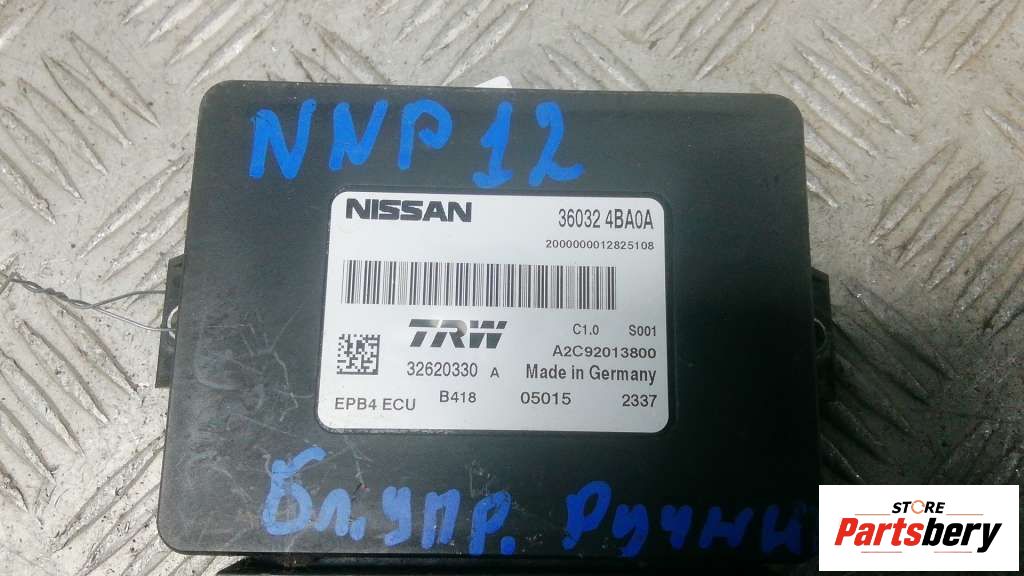 NNP 12
NISSAN 36032 4BA0A
2000000012825108
TRW C1.0 S001
A2C92013800
32620330 A Made in Germany
EPB4 ECU B418 05015 2337
Бл. упр.
STORE
Partsbery